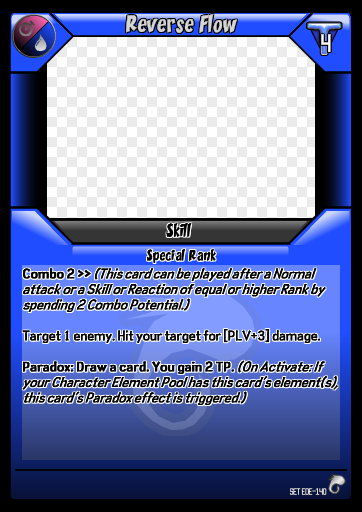 Reverse Flow
4
Skill
Special Rank
Combo 2 >> (This card can be played after a Normal
attack or a Skill or Reaction of equal or higher Rank by
spending 2 Combo Potential.)
Target 1 enemy. Hit your target for [PLV+3] damage.
Paradox: Draw a card. You gain 2 TP. (On Activate: If
your Character Element Pool has this card's element(s),
this card's Paradox effect is triggered.)
SET EOE-140